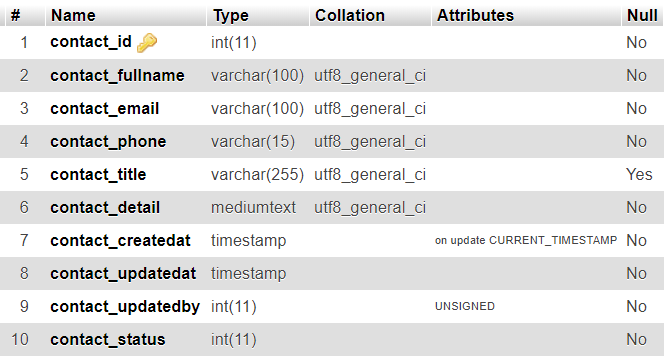 # Name Type Collation Attributes Null
1 contact_id int(11) No
2 contact_fullname varchar(100) utf8_general_ci No
3 contact_email varchar(100) utf8_general_ci No
4 contact_phone varchar(15) utf8_general_ci No
5 contact_title varchar(255) utf8_general_ci Yes
6 contact_detail mediumtext utf8_general_ci No
7 contact_createdat timestamp on update CURRENT_TIMESTAMP No
8 contact_updatedat timestamp No
9 contact_updatedby int(11) UNSIGNED No
10 contact_status int(11) No